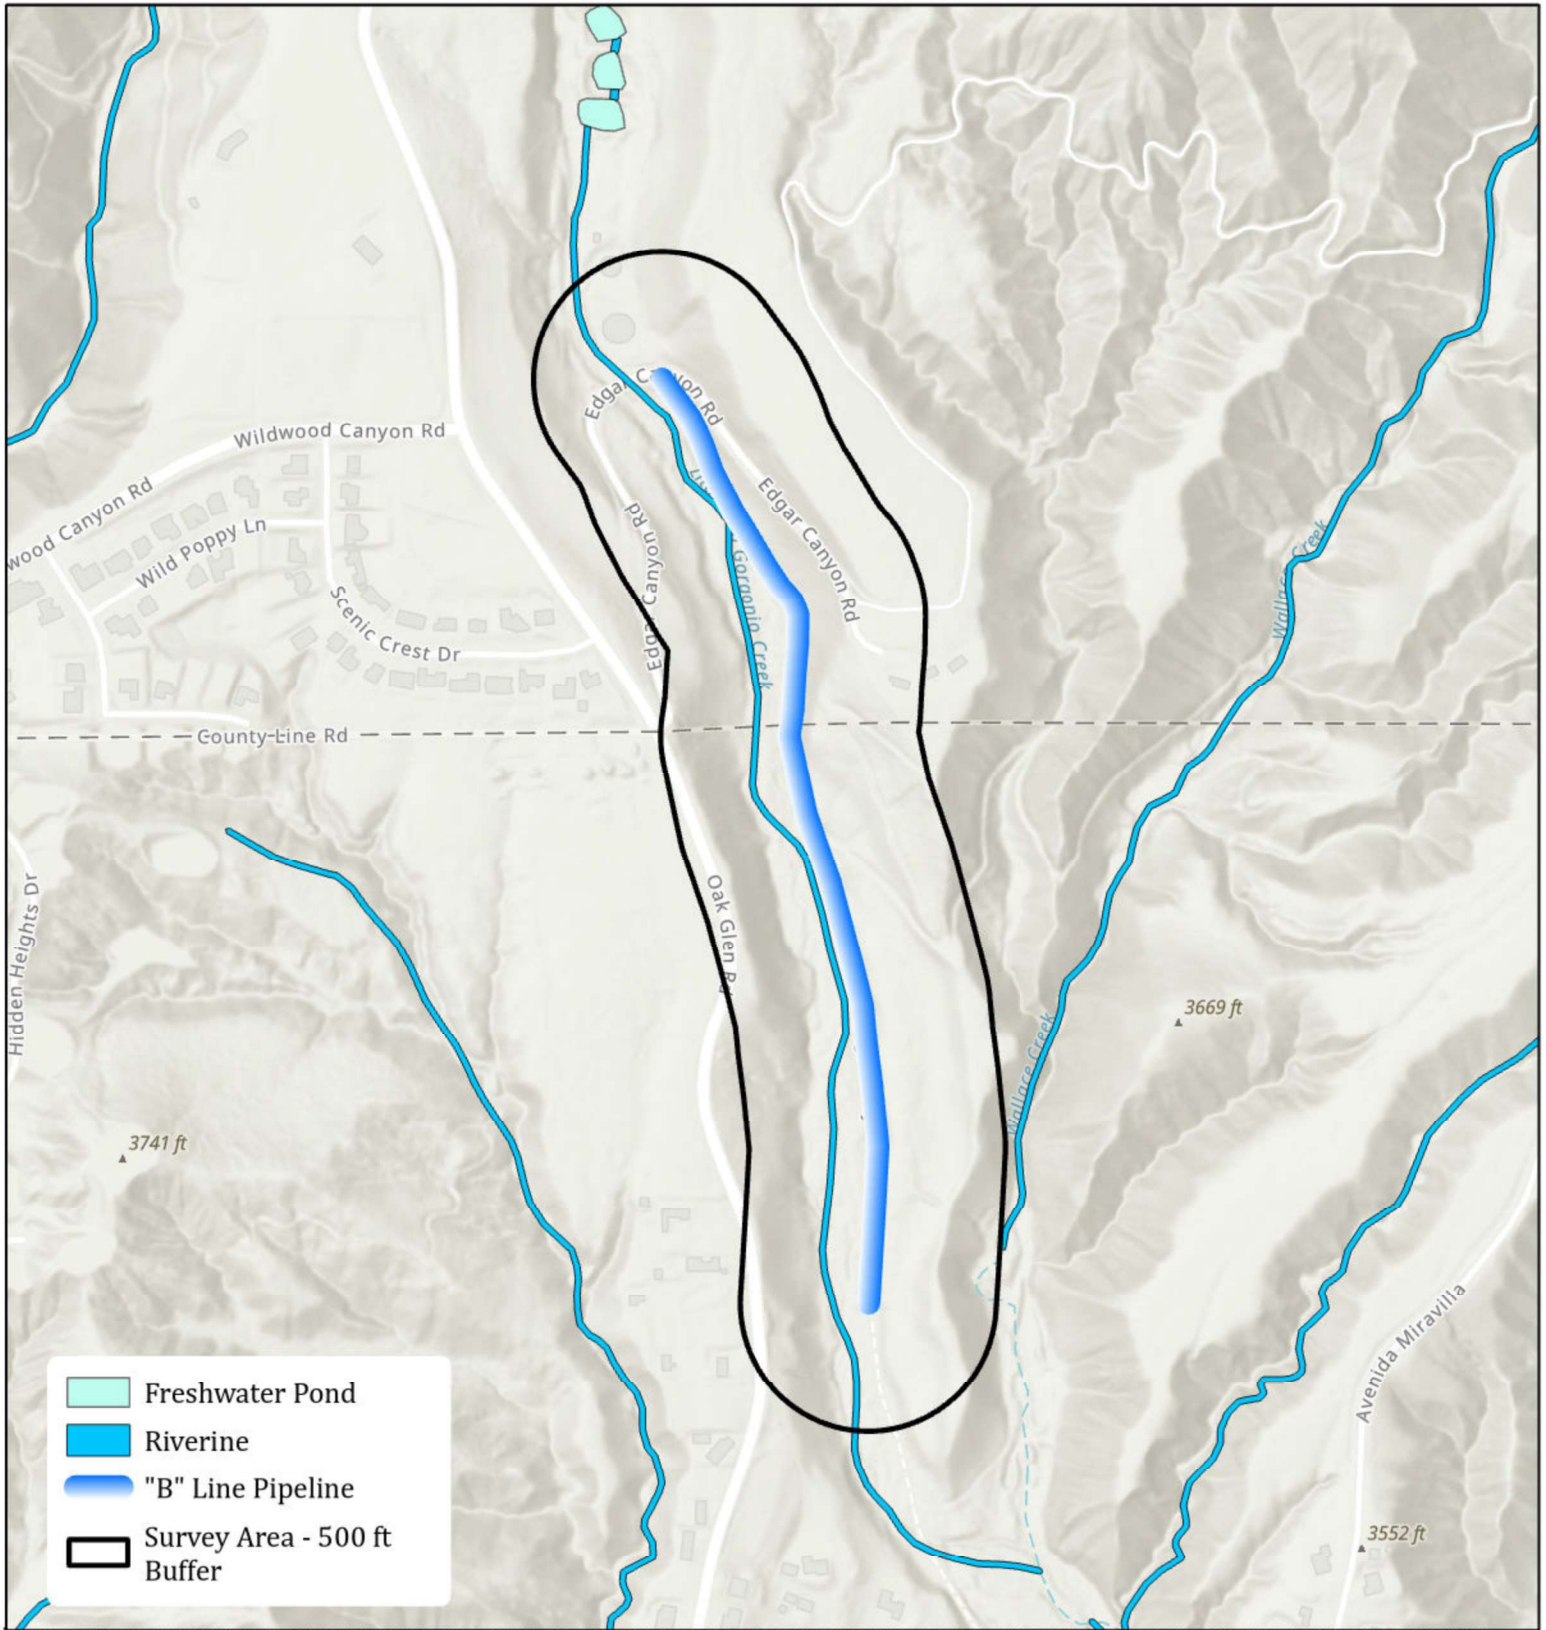 Edgar Canyon Rd
Wildwood Canyon Rd
wood Canyon Rd
Wild Poppy Ln
Edgar Canyon Rd
Edgar Canyon Rd
Gorgonio Creek
Scenic Crest Dr
Wallace Creek
County Line Rd
Oak Glen Rd
Hidden Heights Dr
3669 ft
Wallace Creek
3741 ft
Avenida Miravilla
3552 ft
Freshwater Pond
Riverine
"B" Line Pipeline
Survey Area - 500 ft
Buffer